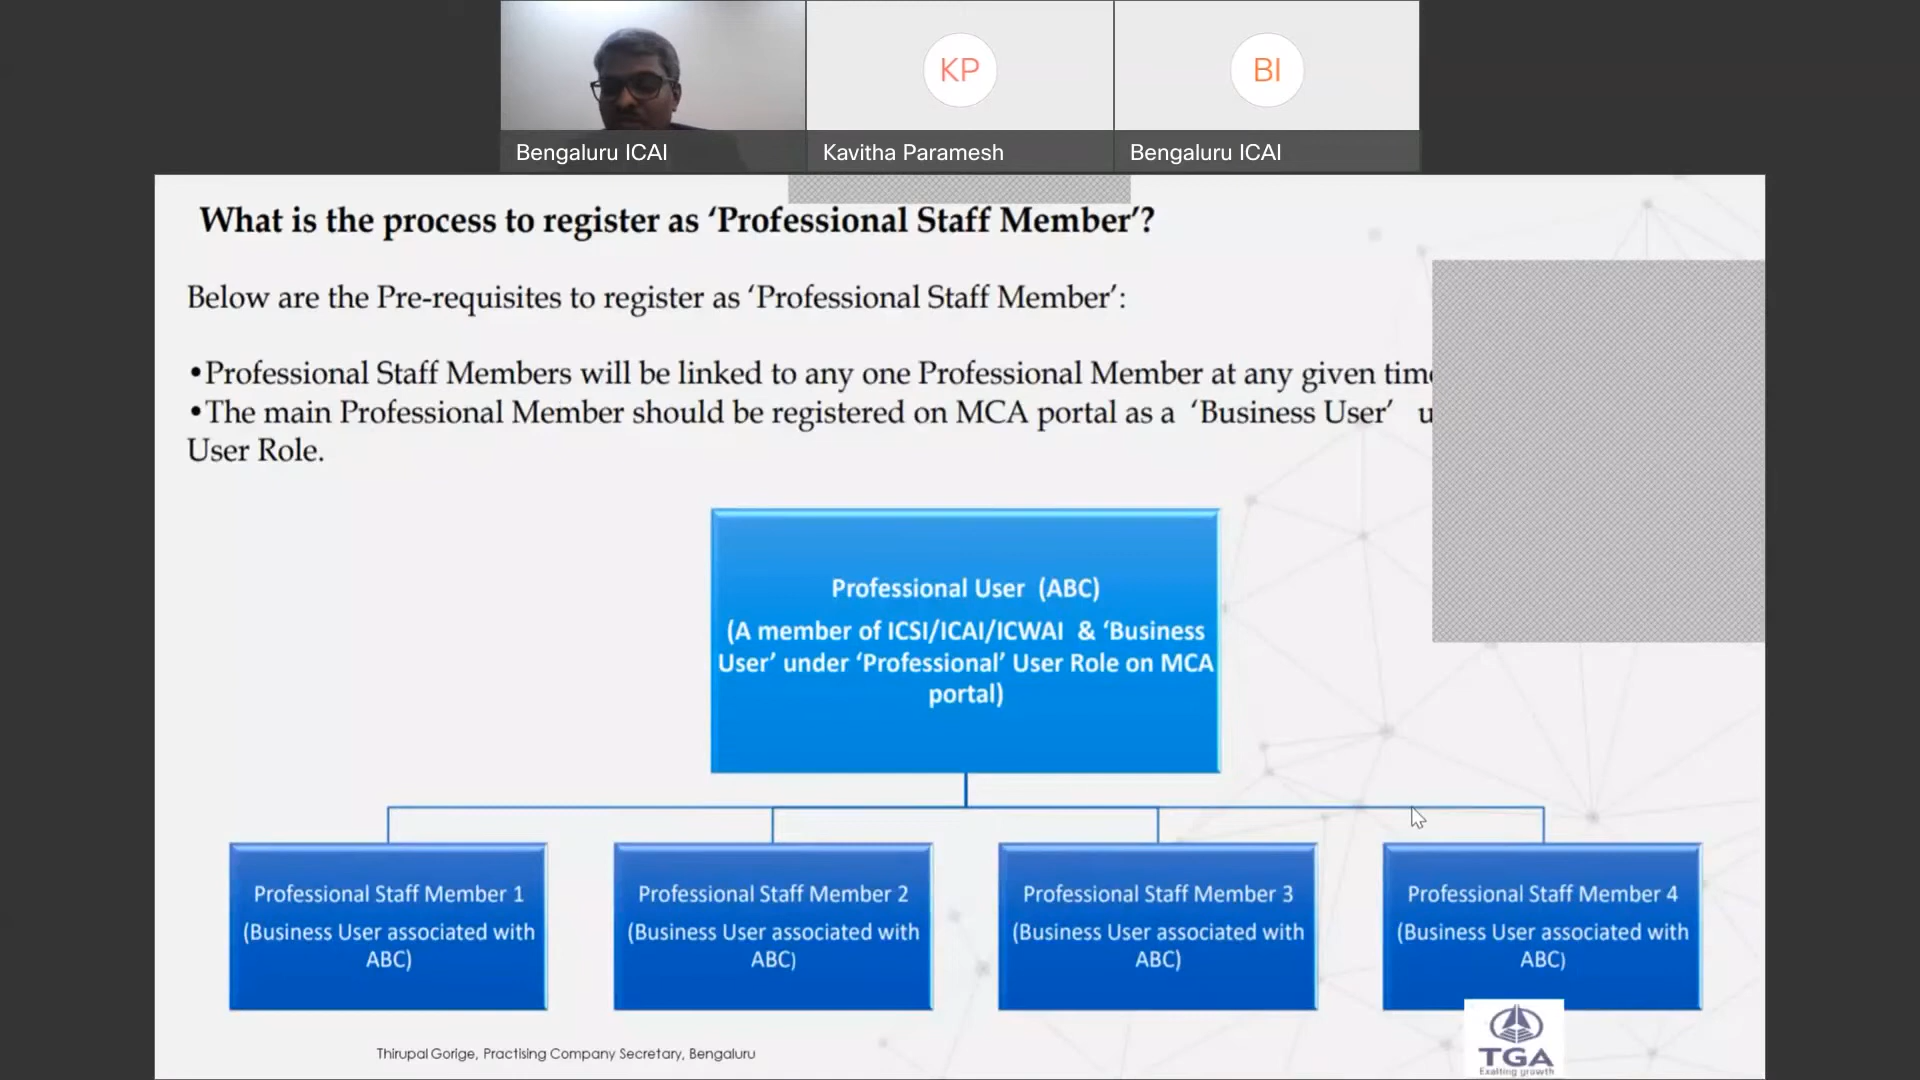 KP
BI
Bengaluru ICAI
Kavitha Paramesh
Bengaluru ICAI
What is the process to register as ‘Professional Staff Member’?
Below are the Pre-requisites to register as ‘Professional Staff Member’:
•Professional Staff Members will be linked to any one Professional Member at any given
•The main Professional Member should be registered on MCA portal as a ‘Business User’
User Role.
Professional User (ABC)
(A member of ICSI/ICAI/ICWAI & ‘Business
User’ under ‘Professional’ User Role on MCA
portal)
Professional Staff Member 1
(Business User associated with
ABC)
Professional Staff Member 2
(Business User associated with
ABC)
Professional Staff Member 3
(Business User associated with
ABC)
Professional Staff Member 4
(Business User associated with
ABC)
Thirupal Gorige, Practising Company Secretary, Bengaluru
TGA
Exalting growth